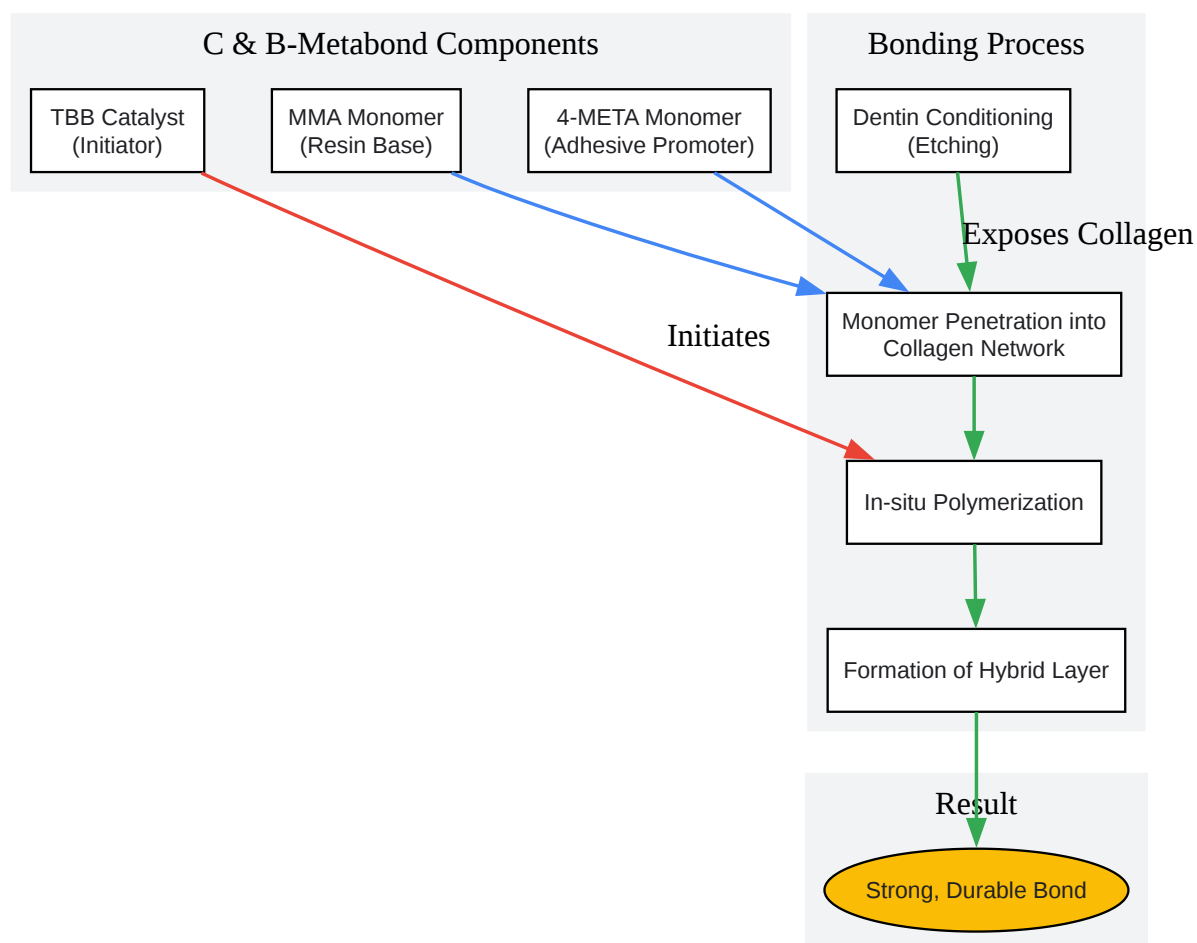 C & B-Metabond Components
TBB Catalyst
(Initiator)
MMA Monomer
(Resin Base)
4-META Monomer
(Adhesive Promoter)
Bonding Process
Dentin Conditioning
(Etching)
Exposes Collagen
Monomer Penetration into
Collagen Network
Initiates
In-situ Polymerization
Formation of Hybrid Layer
Result
Strong, Durable Bond